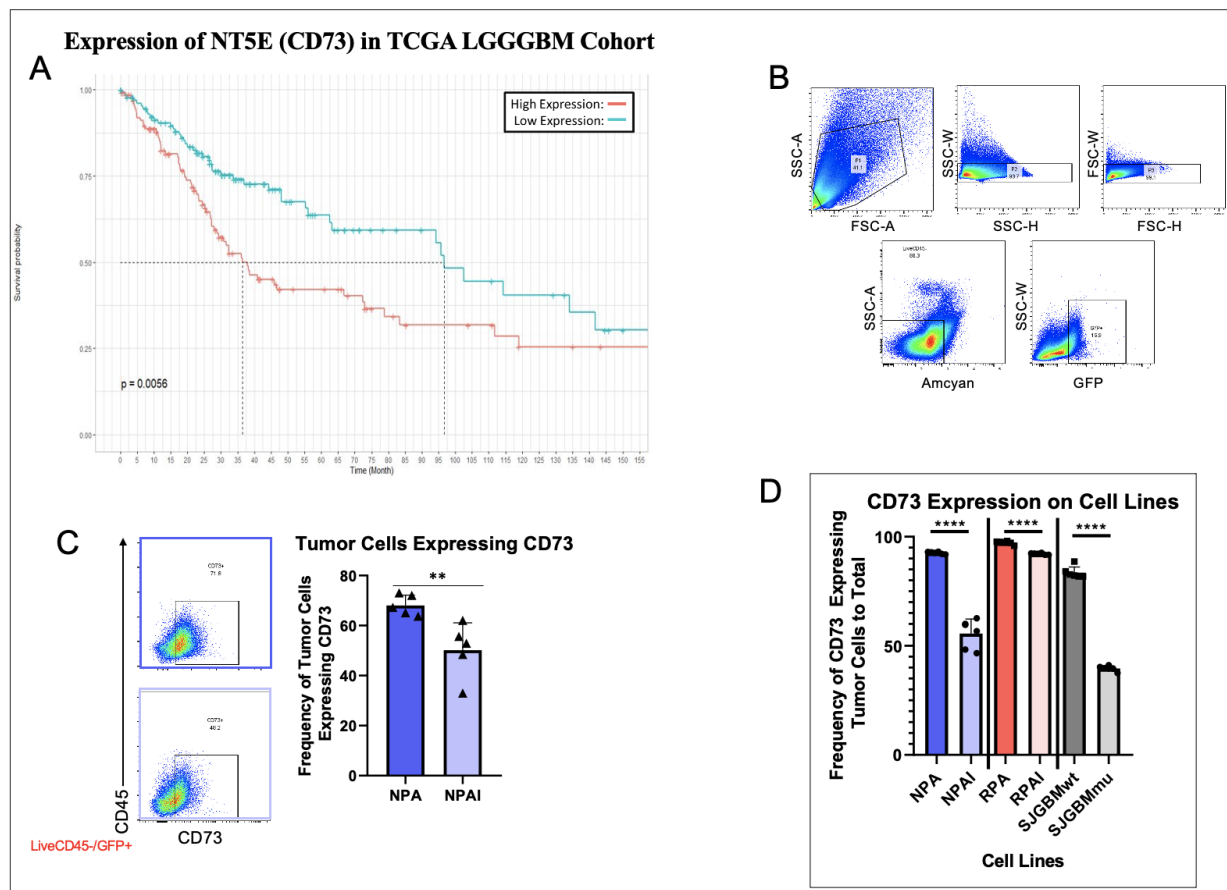 Expression of NT5E (CD73) in TCGA LGGGBM Cohort
A
1.00
0.75
0.50
0.25
0.00
Survival probability
High Expression:
Low Expression:
p = 0.0056
0 5 10 15 20 25 30 35 40 45 50 55 60 65 70 75 80 85 90 95 100 105 110 115 120 125 130 135 140 145 150 155
Time (Month)
B
SSC-A
P1
FSC-A
SSC-W
P2
SSC-H
FSC-W
P3
FSC-H
SSC-A
LiveCD45-
Amcyan
SSC-W
GFP+
GFP
C
CD45
CD73+
71.6
CD73+
CD73
LiveCD45-/GFP+
Tumor Cells Expressing CD73
Frequency of Tumor Cells
Expressing CD73
80
60
40
20
0
**
NPA NPAI
D
CD73 Expression on Cell Lines
Frequency of CD73 Expressing
Tumor Cells to Total
100
50
0
**** **** ****
NPA NPAI RPA RPAI SJGBMwt SJGBMmu
Cell Lines